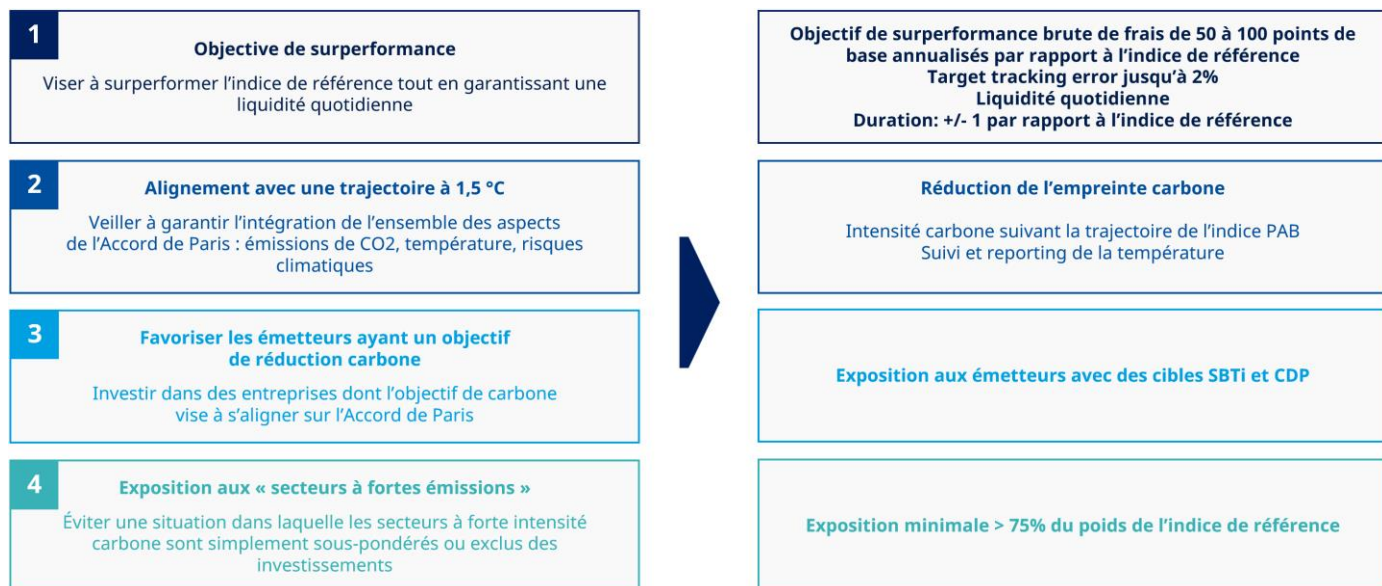 1
Objective de surperformance
Viser à surperformer l’indice de référence tout en garantissant une
liquidité quotidienne
Objectif de surperformance brute de frais de 50 à 100 points de
base annualisés par rapport à l’indice de référence
Target tracking error jusqu’à 2%
Liquidité quotidienne
Duration: +/- 1 par rapport à l’indice de référence
2
Alignement avec une trajectoire à 1,5 °C
Veiller à garantir l’intégration de l’ensemble des aspects
de l’Accord de Paris : émissions de CO2, température, risques
climatiques
Réduction de l’empreinte carbone
Intensité carbone suivant la trajectoire de l’indice PAB
Suivi et reporting de la température
3
Favoriser les émetteurs ayant un objectif
de réduction carbone
Investir dans des entreprises dont l’objectif de carbone
vise à s’aligner sur l’Accord de Paris
Exposition aux émetteurs avec des cibles SBTi et CDP
4
Exposition aux « secteurs à fortes émissions »
Éviter une situation dans laquelle les secteurs à forte intensité
carbone sont simplement sous-pondérés ou exclus des
investissements
Exposition minimale > 75% du poids de l’indice de référence